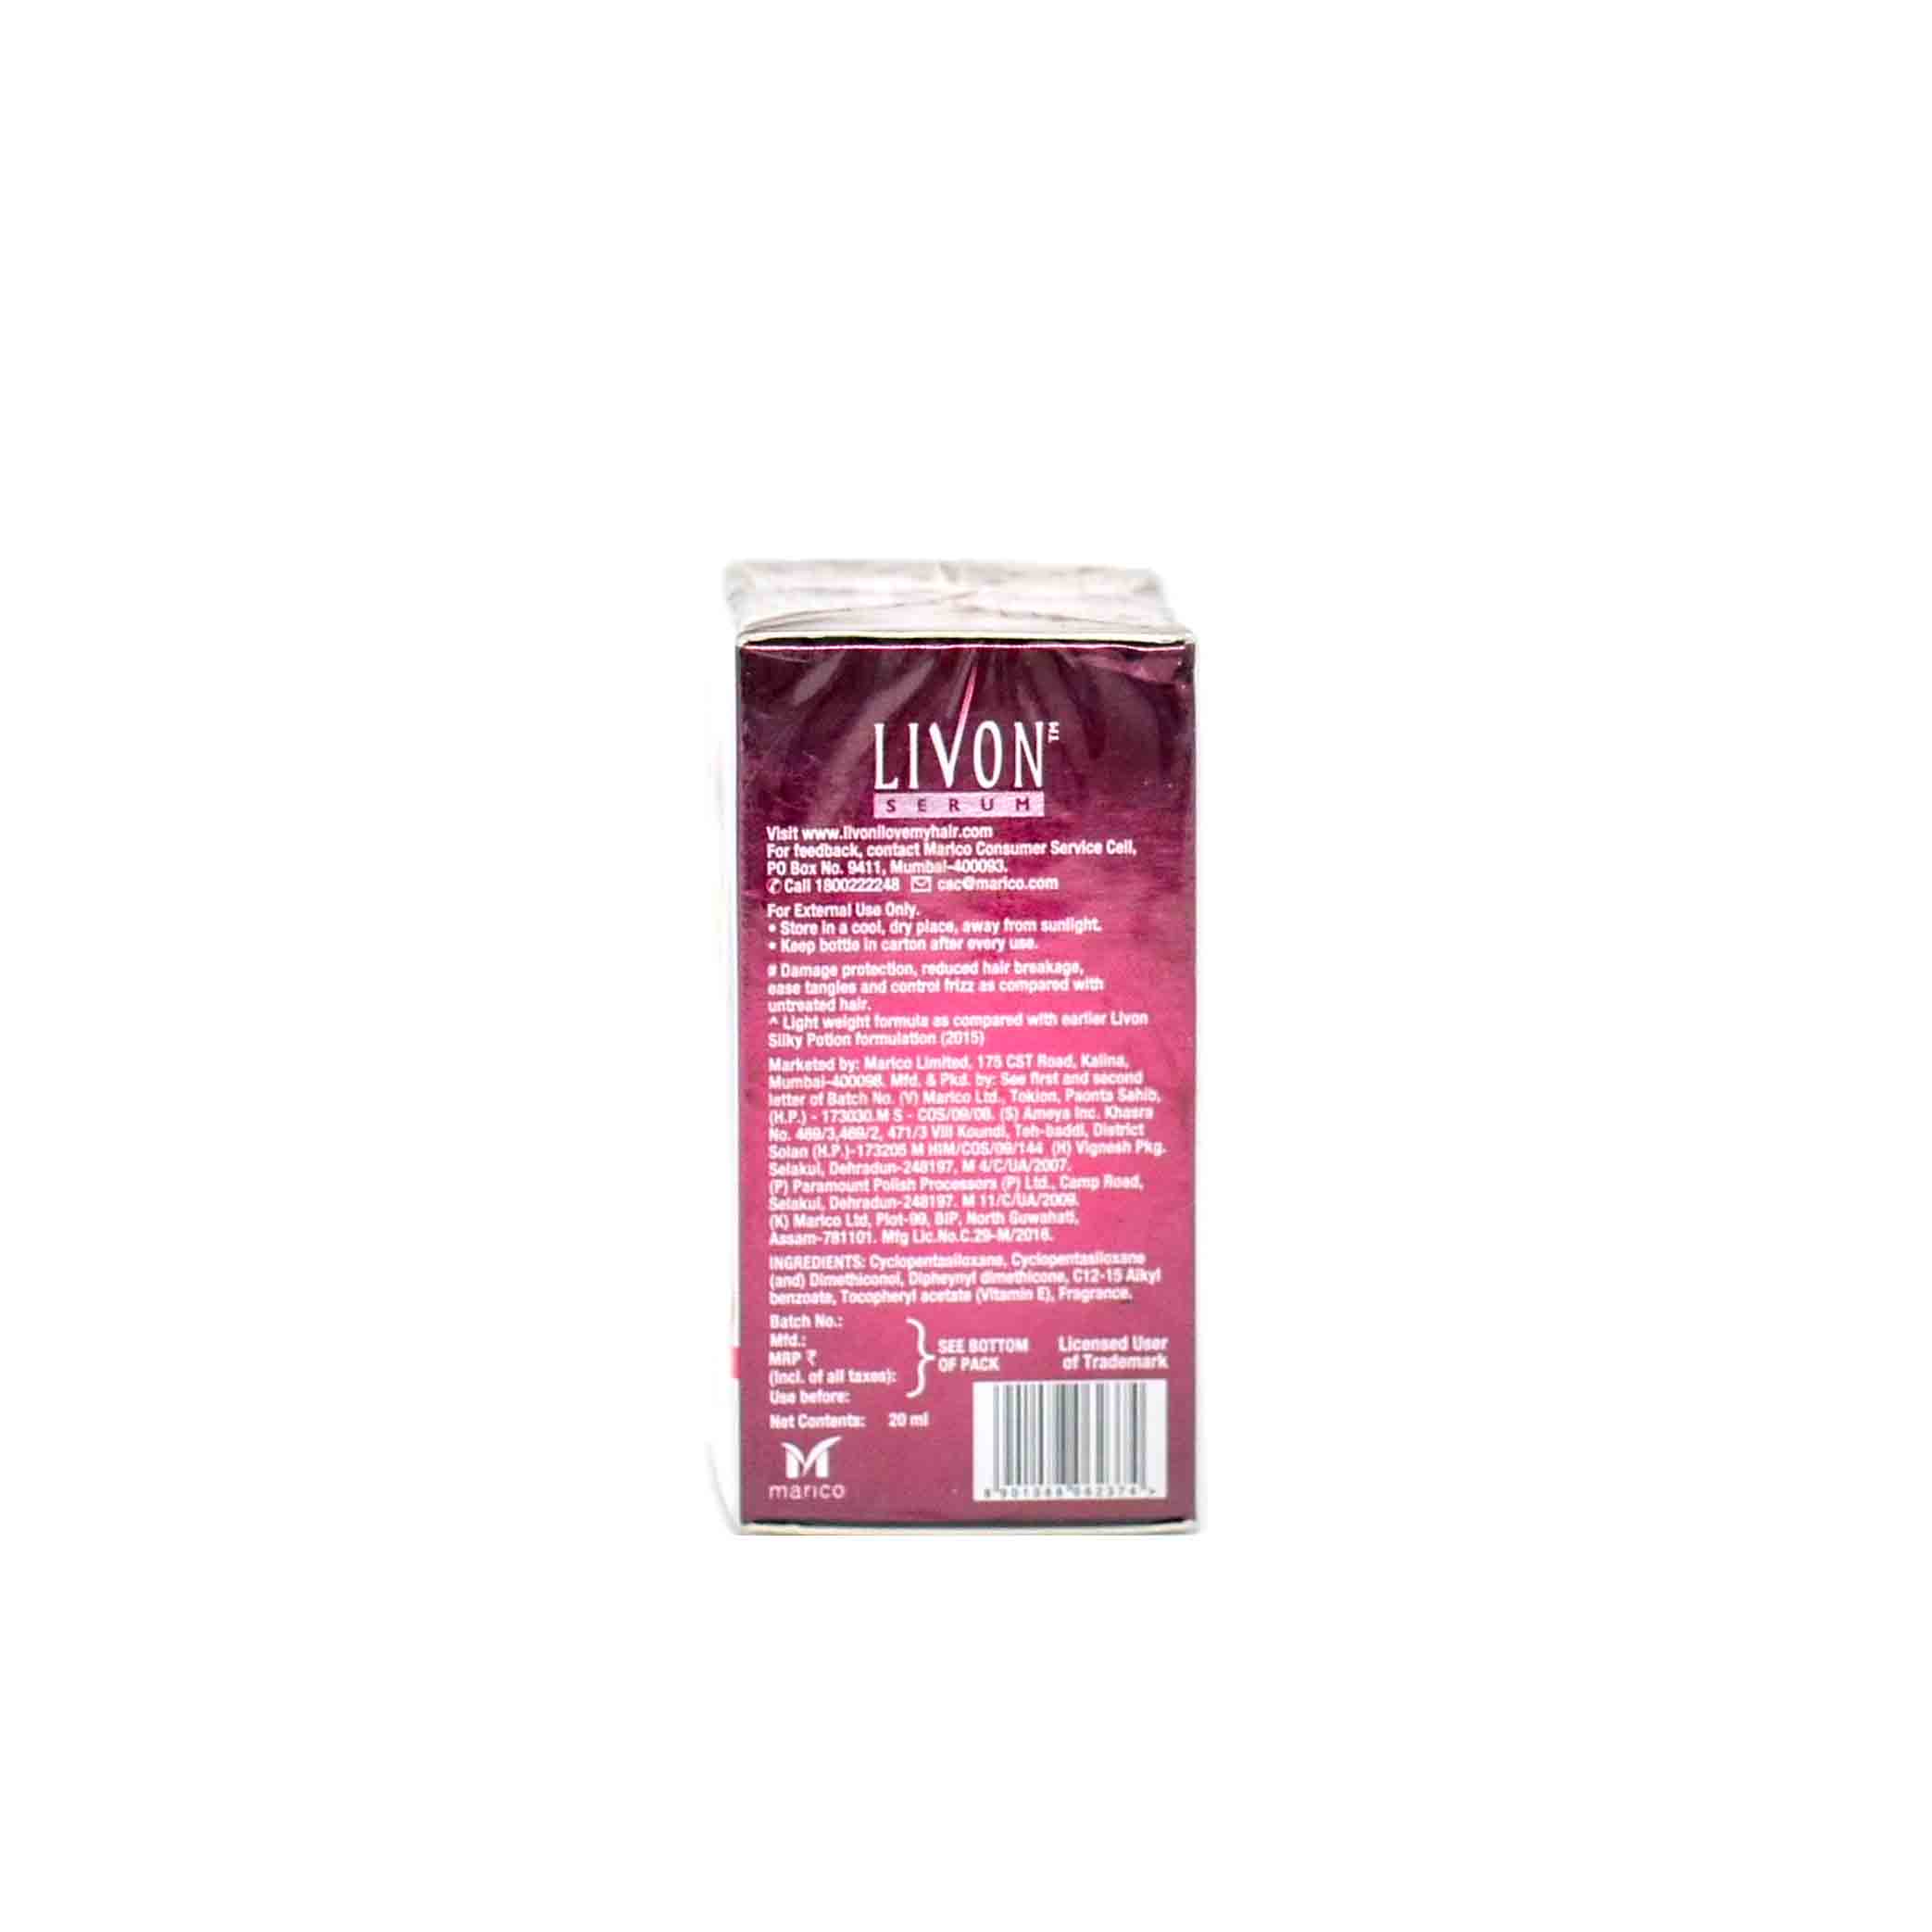 LIVON™
SERUM
Visit www.livonilovemyhair.com
For feedback, contact Marico Consumer Service Cell,
PO Box No. 9411, Mumbai-400093.
Call 1800222248 csc@marico.com
For External Use Only.
• Store in a cool, dry place, away from sunlight.
• Keep bottle in carton after every use.
# Damage protection, reduced hair breakage,
ease tangles and control frizz as compared with
untreated hair.
^ Light weight formula as compared with earlier Livon
Silky Potion formulation (2015)
Marketed by: Marico Limited, 175 CST Road, Kalina,
Mumbai-400098. Mfd. & Pkd. by: See first and second
letter of Batch No. (V) Marico Ltd., Tokion, Paonta Sahib,
(H.P.) - 173030.M S - COS/09/08. (S) Ameya Inc. Khasra
No. 469/3,469/2, 471/3 Vill Koundi, Teh-baddi, District
Solan (H.P.)-173205 M HIM/COS/09/144 (H) Vignesh Pkg.
Selakui, Dehradun-248197, M 4/C/UA/2007.
(P) Paramount Polish Processors (P) Ltd., Camp Road,
Selakui, Dehradun-248197. M 11/C/UA/2009.
(K) Marico Ltd, Plot-99, BIP, North Guwahati,
Assam-781101. Mfg Lic.No.C.29-M/2016.
INGREDIENTS: Cyclopentasiloxane, Cyclopentasiloxane
(and) Dimethiconol, Dipheynyl dimethicone, C12-15 Alkyl
benzoate, Tocopheryl acetate (Vitamin E), Fragrance.
Batch No.:
Mfd.:
MRP ₹
(Incl. of all taxes):
Use before:
SEE BOTTOM
OF PACK
Licensed User
of Trademark
Net Contents: 20 ml
marico